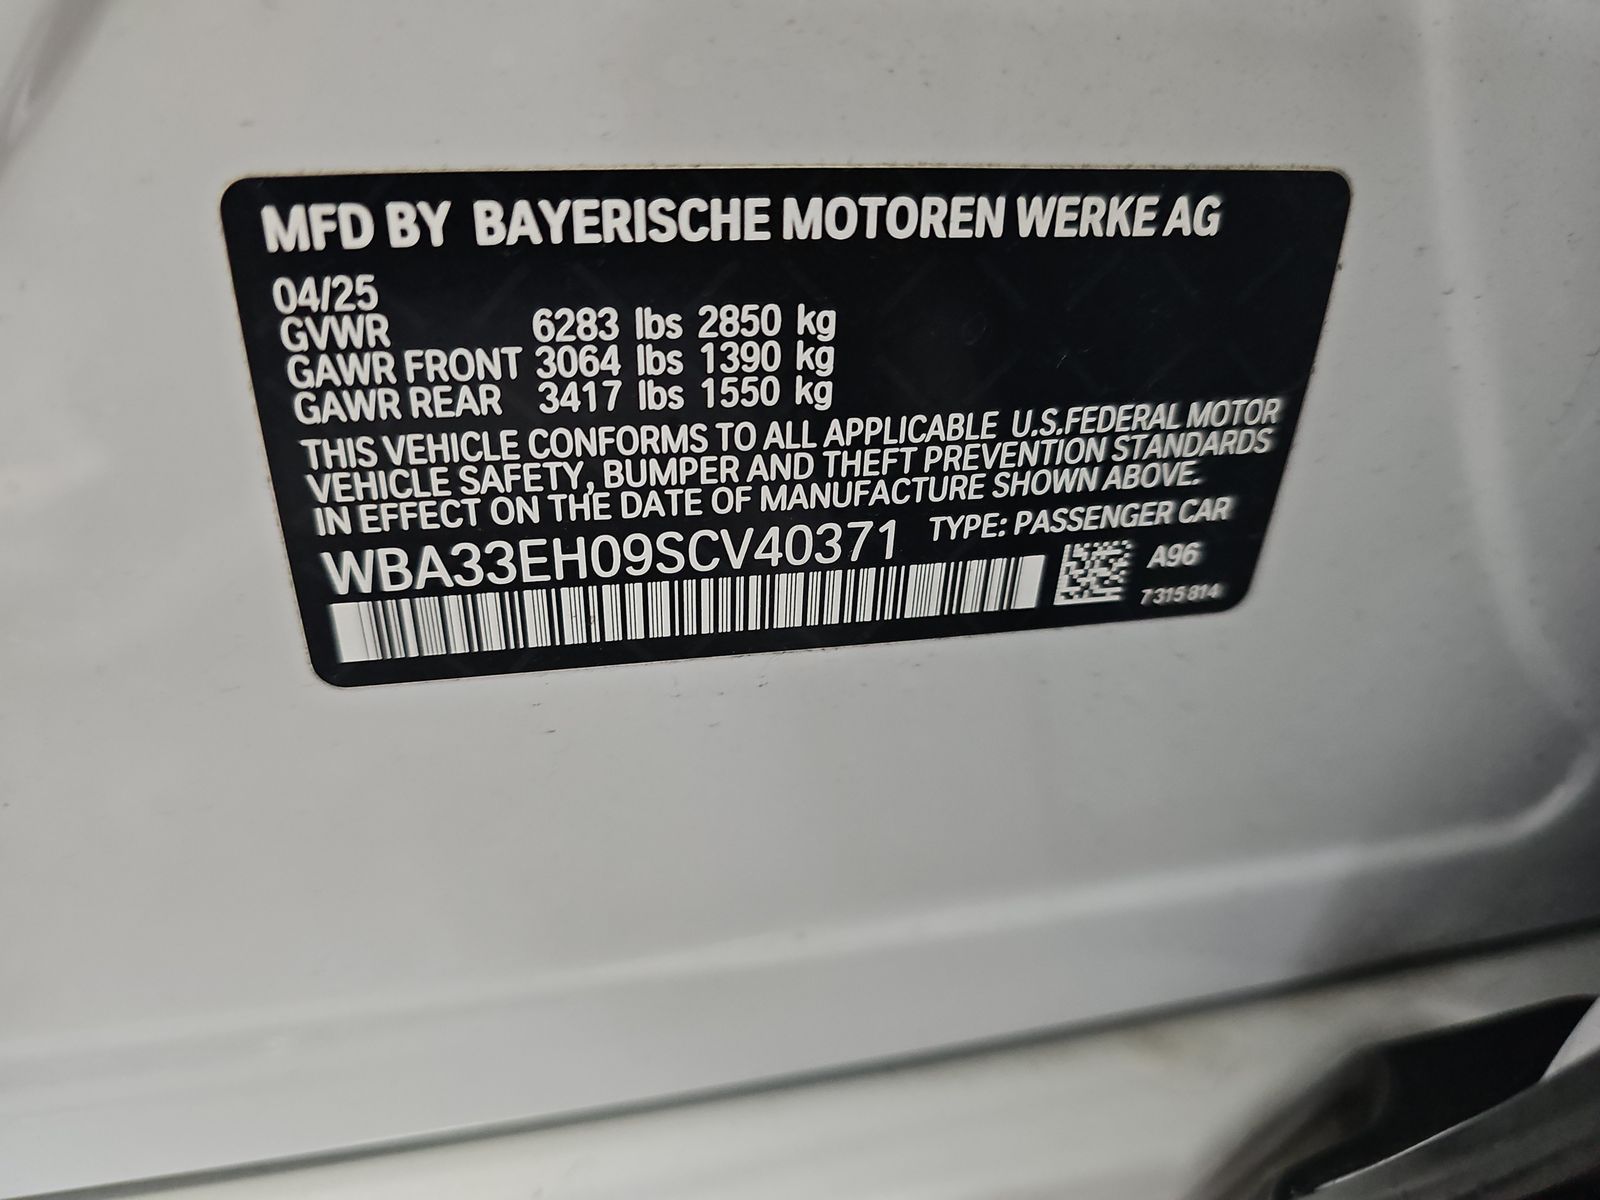 MFD BY BAYERISCHE MOTOREN WERKE AG
04/25
GVWR 6283 lbs 2850 kg
GAWR FRONT 3064 lbs 1390 kg
GAWR REAR 3417 lbs 1550 kg
THIS VEHICLE CONFORMS TO ALL APPLICABLE U.S.FEDERAL MOTOR
VEHICLE SAFETY, BUMPER AND THEFT PREVENTION STANDARDS
IN EFFECT ON THE DATE OF MANUFACTURE SHOWN ABOVE.
WBA33EH09SCV40371 TYPE: PASSENGER CAR
A96
7315814